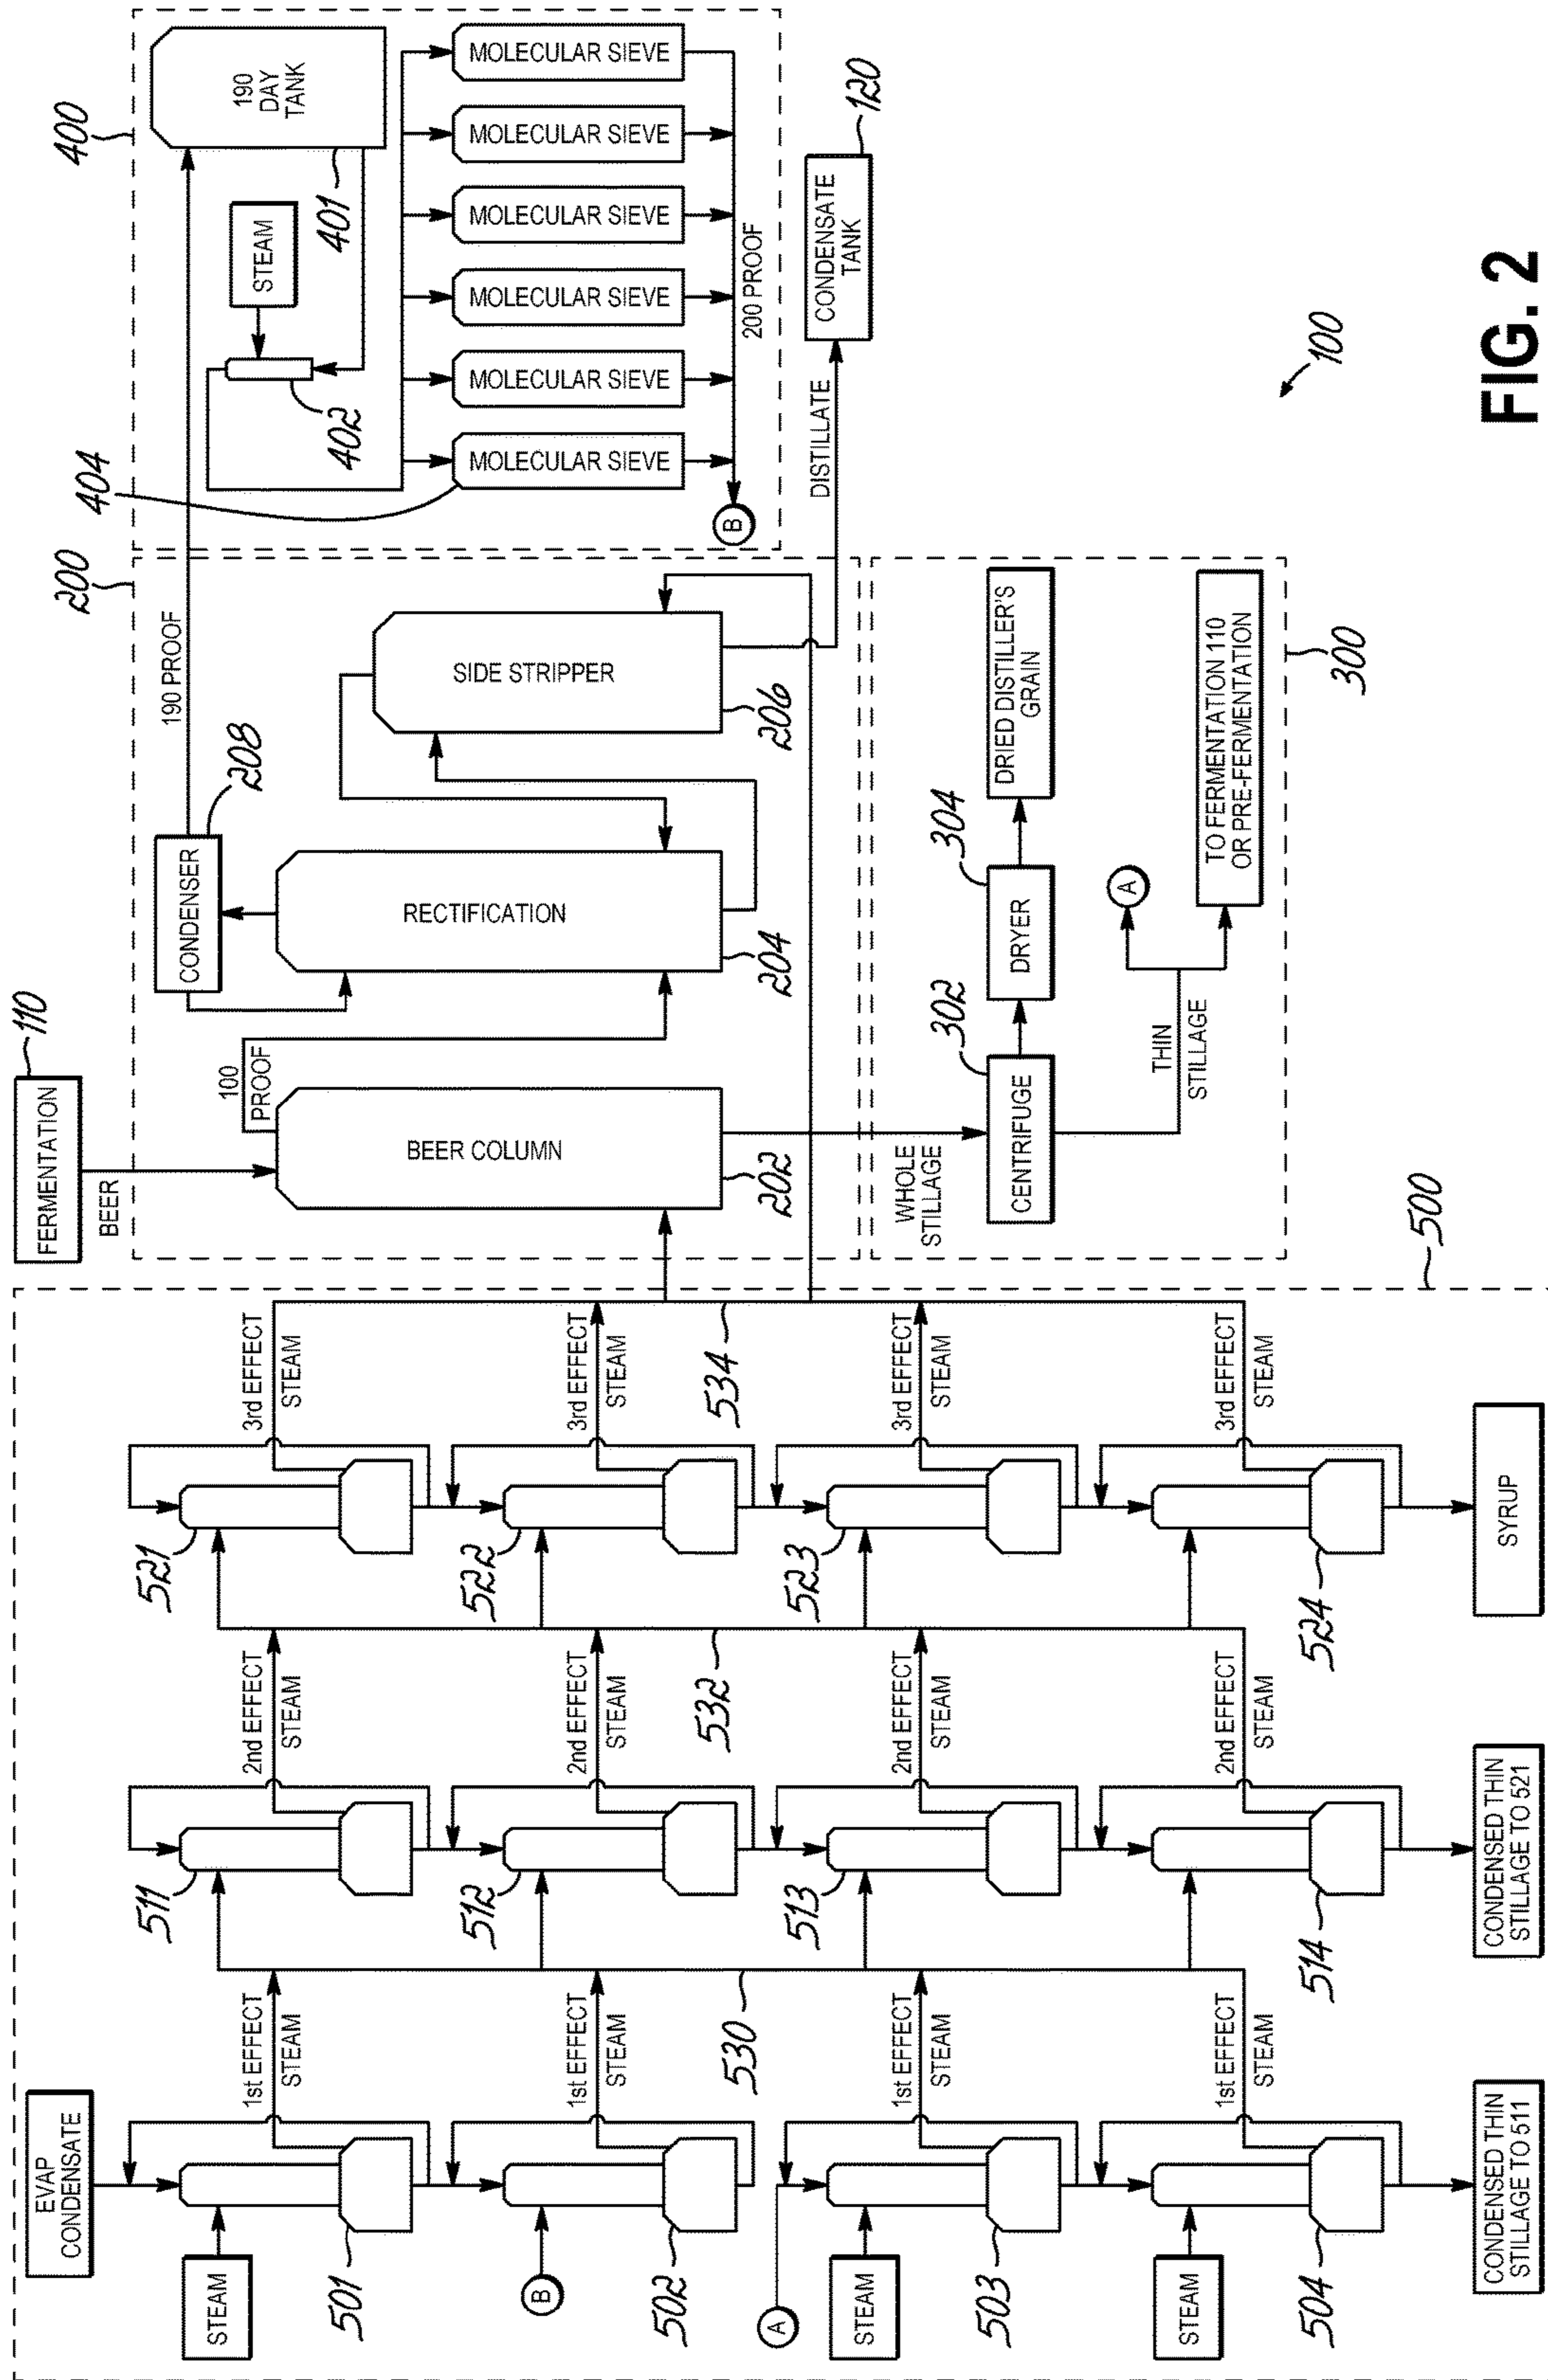 EVAP
CONDENSATE
STEAM
501
B
502
A
STEAM
503
STEAM
504
CONDENSED THIN
STILLAGE TO 511
1st EFFECT
STEAM
1st EFFECT
STEAM
530
1st EFFECT
STEAM
1st EFFECT
STEAM
511
512
513
514
CONDENSED THIN
STILLAGE TO 521
2nd EFFECT
STEAM
2nd EFFECT
STEAM
532
2nd EFFECT
STEAM
2nd EFFECT
STEAM
521
522
523
524
SYRUP
3rd EFFECT
STEAM
3rd EFFECT
STEAM
534
3rd EFFECT
STEAM
3rd EFFECT
STEAM
500
FERMENTATION
110
BEER
100
PROOF
BEER COLUMN
202
CONDENSER
208
RECTIFICATION
204
SIDE STRIPPER
206
190 PROOF
200
WHOLE
STILLAGE
CENTRIFUGE
302
DRYER
304
DRIED DISTILLER'S
GRAIN
THIN
STILLAGE
A
TO FERMENTATION 110
OR PRE-FERMENTATION
300
400
190
DAY
TANK
401
STEAM
402
404
MOLECULAR SIEVE
MOLECULAR SIEVE
MOLECULAR SIEVE
MOLECULAR SIEVE
MOLECULAR SIEVE
MOLECULAR SIEVE
B
200 PROOF
DISTILLATE
CONDENSATE
TANK
120
100
FIG. 2